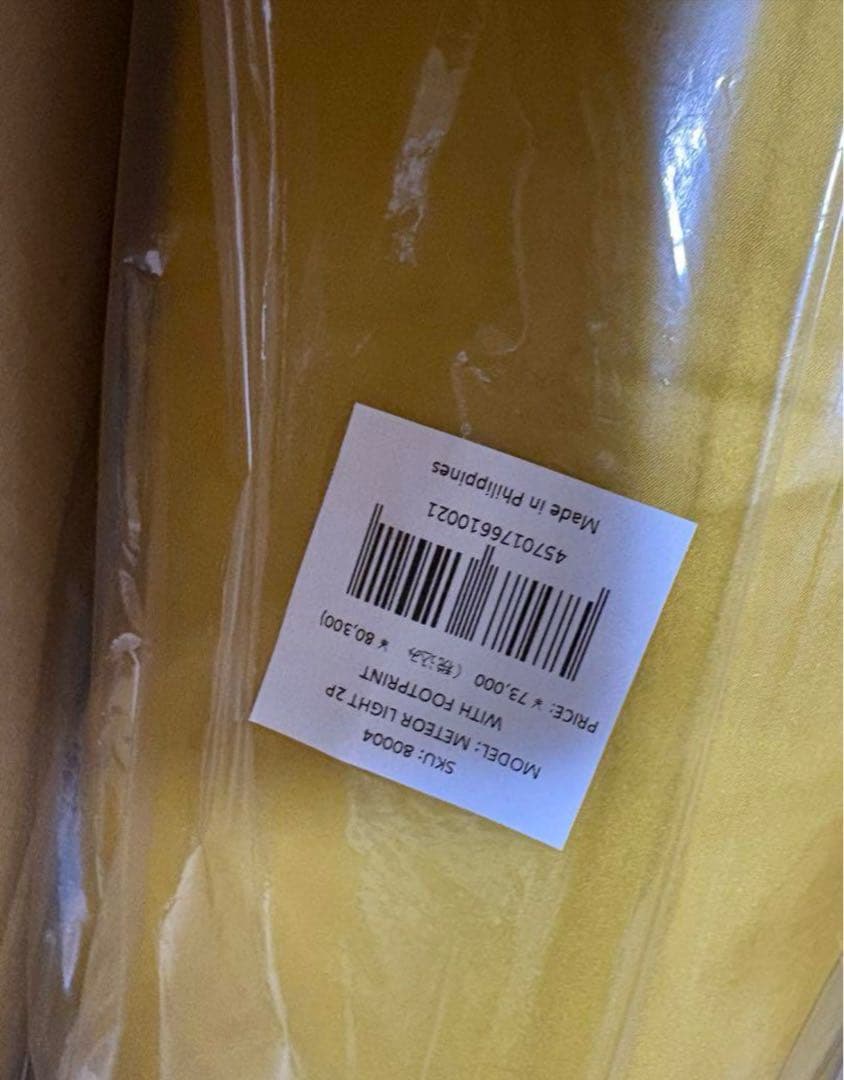 SKU: 80004
MODEL: METEOR LIGHT 2P
WITH FOOTPRINT
PRICE: ¥ 73,000 (税込み ¥ 80,300)
4570176610021
Made in Philippines